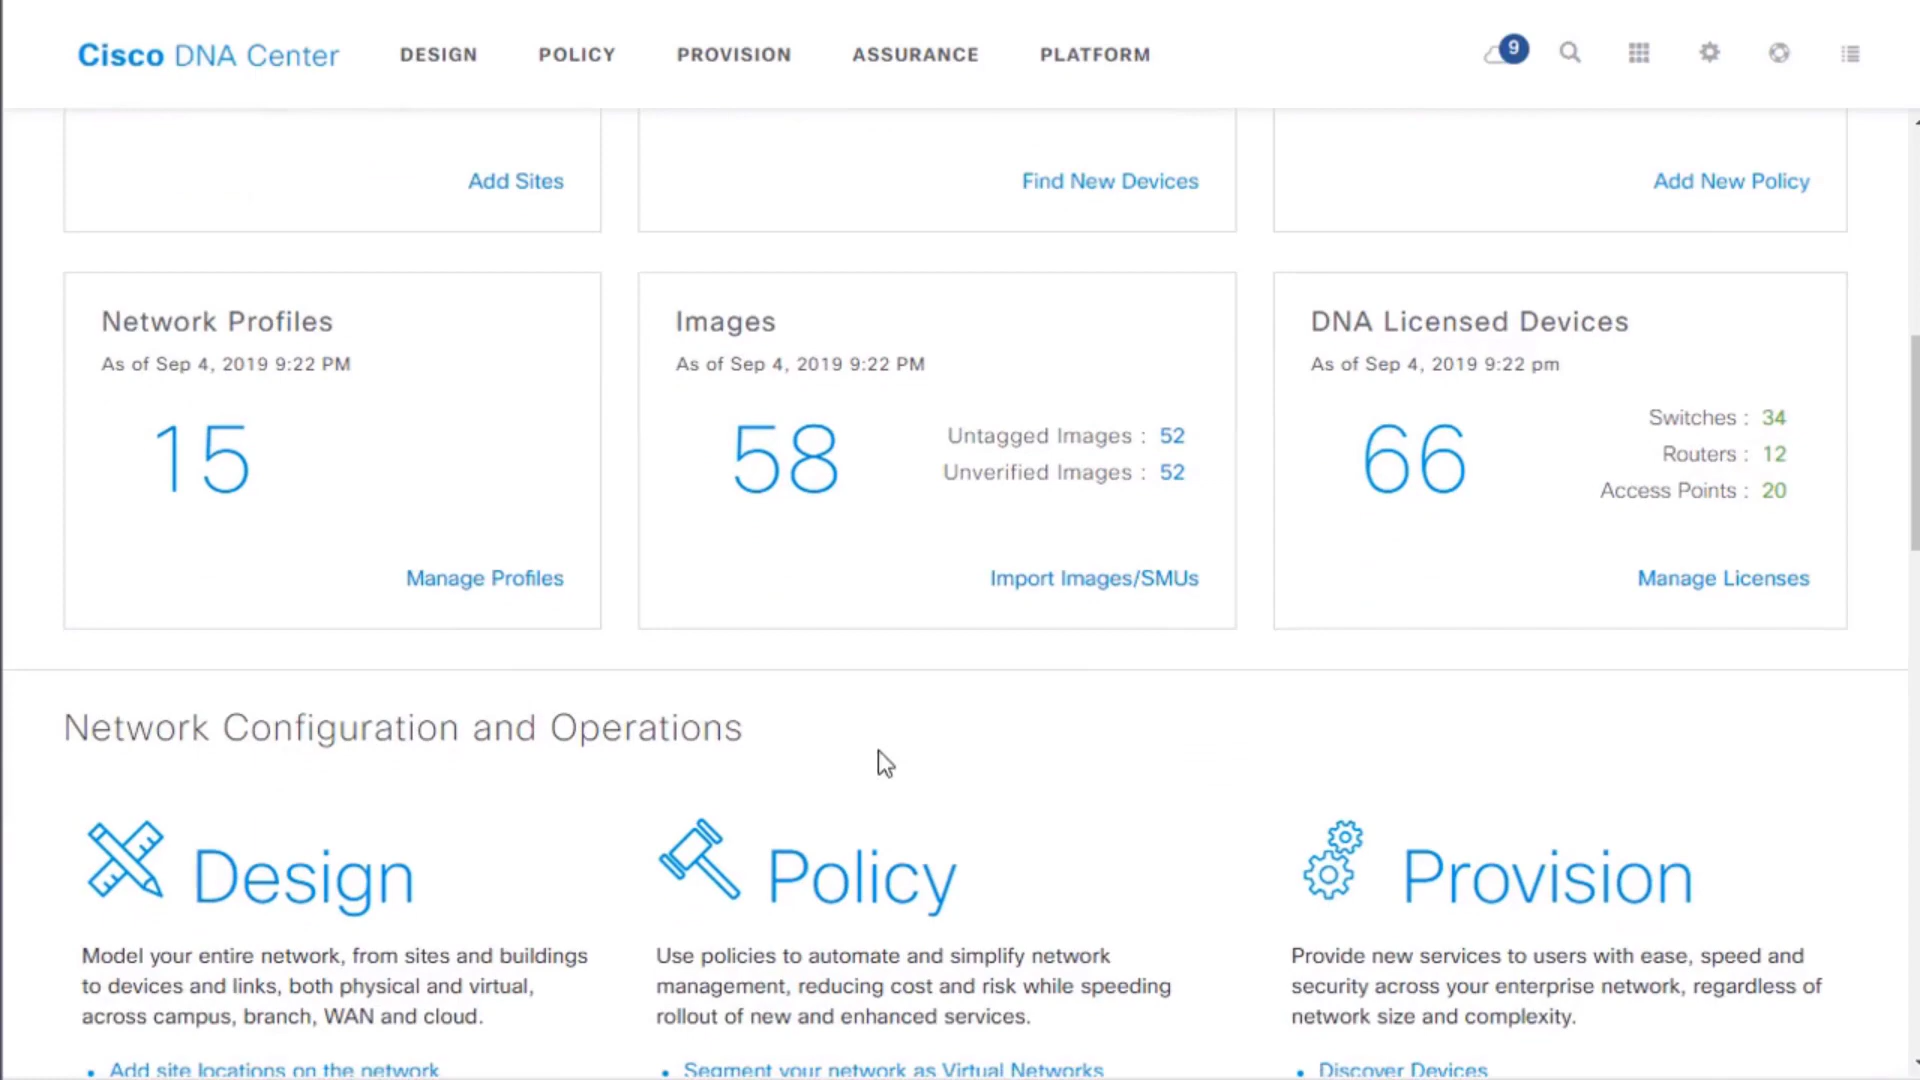 Cisco DNA Center DESIGN POLICY PROVISION ASSURANCE PLATFORM 9
Add Sites
Find New Devices
Add New Policy
Network Profiles
As of Sep 4, 2019 9:22 PM
15
Manage Profiles
Images
As of Sep 4, 2019 9:22 PM
58
Untagged Images : 52
Unverified Images : 52
Import Images/SMUs
DNA Licensed Devices
As of Sep 4, 2019 9:22 pm
66
Switches : 34
Routers : 12
Access Points : 20
Manage Licenses
Network Configuration and Operations
Design
Model your entire network, from sites and buildings
to devices and links, both physical and virtual,
across campus, branch, WAN and cloud.
• Add site locations on the network
Policy
Use policies to automate and simplify network
management, reducing cost and risk while speeding
rollout of new and enhanced services.
• Segment your network as Virtual Networks
Provision
Provide new services to users with ease, speed and
security across your enterprise network, regardless of
network size and complexity.
• Discover Devices